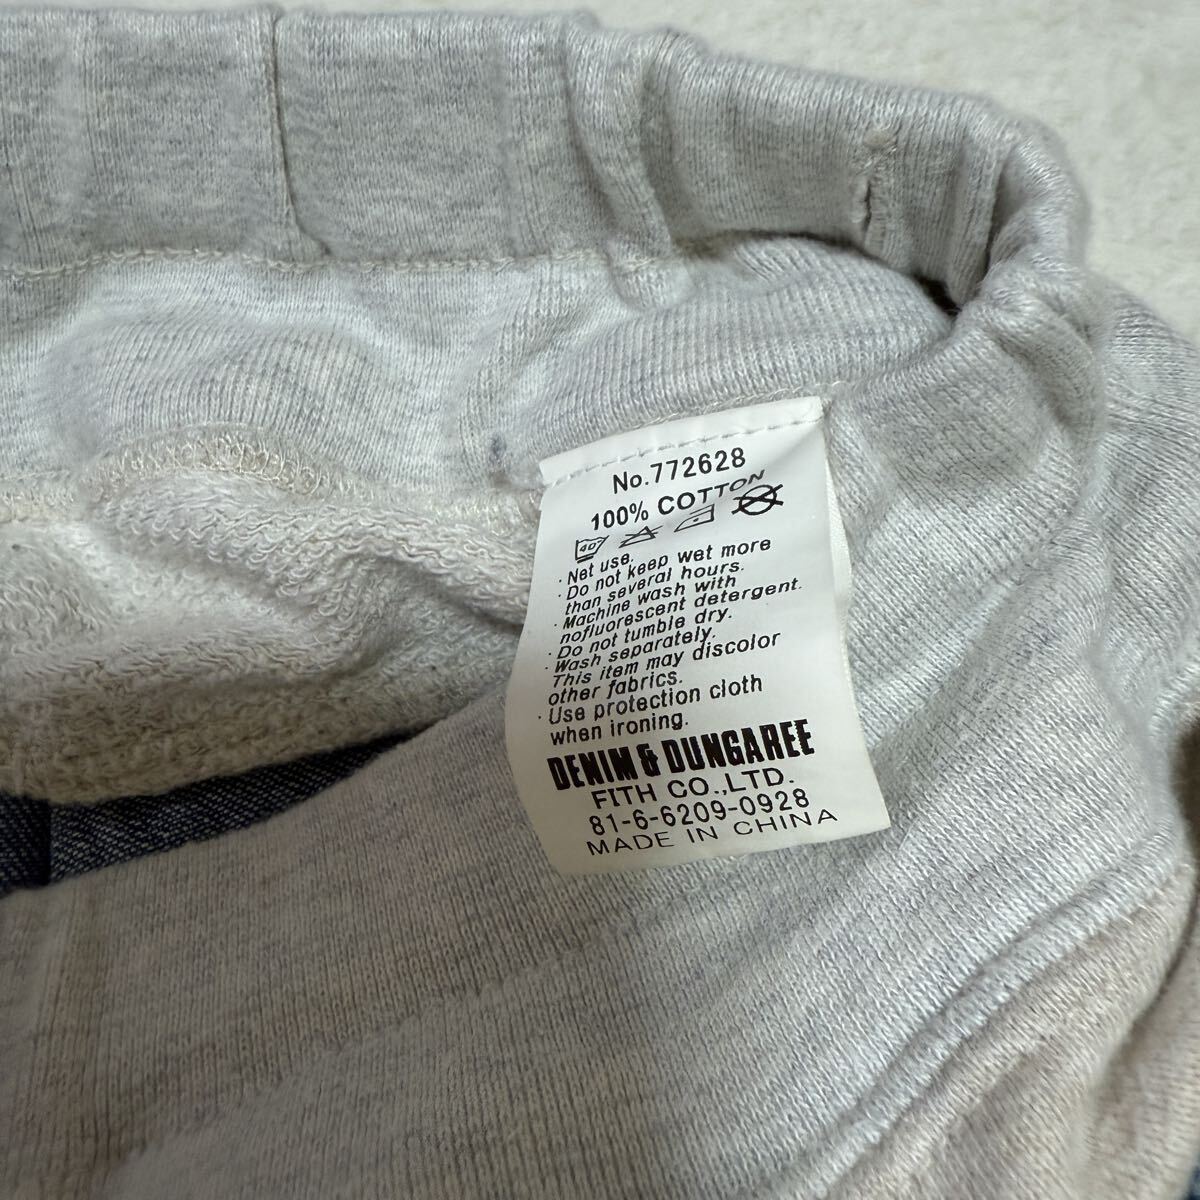 No.772628
100% COTTON
40
· Net use.
· Do not keep wet more
than several hours.
· Machine wash with
nofluorescent detergent.
· Do not tumble dry.
· Wash separately.
This item may discolor
other fabrics.
· Use protection cloth
when ironing.
DENIM & DUNGAREE
FITH CO.,LTD.
81-6-6209-0928
MADE IN CHINA